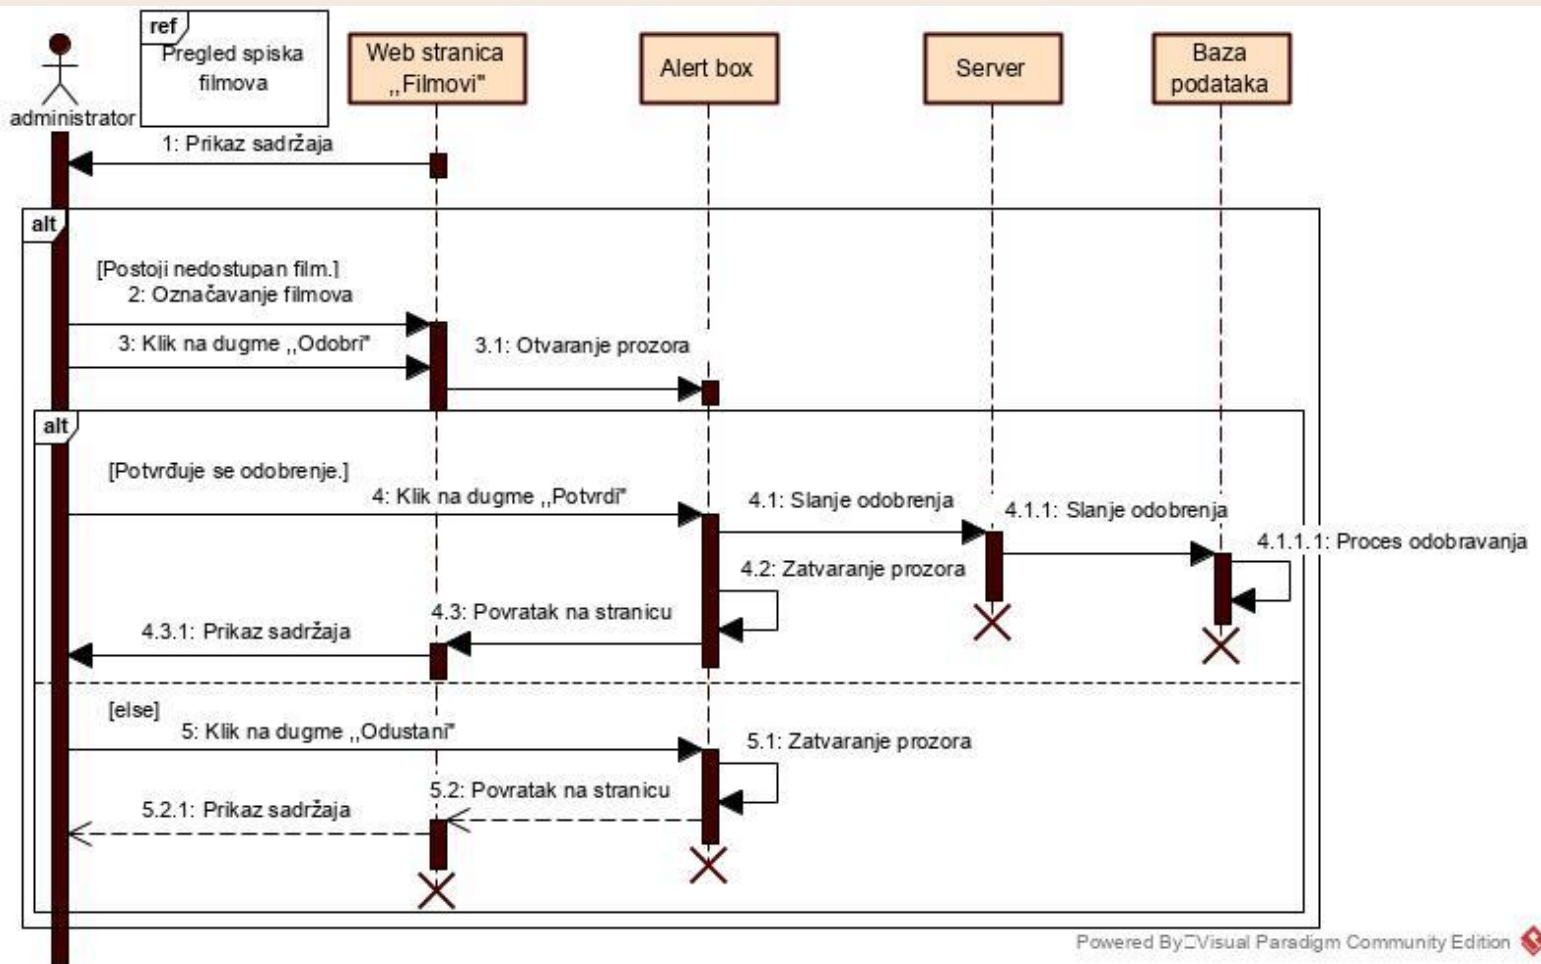 ref
Pregled spiska
filmova
administrator
Web stranica
,,Filmovi"
Alert box
Server
Baza
podataka
1: Prikaz sadržaja
alt
[Postoji nedostupan film.]
2: Označavanje filmova
3: Klik na dugme ,,Odobri"
3.1: Otvaranje prozora
alt
[Potvrđuje se odobrenje.]
4: Klik na dugme ,,Potvrdi"
4.1: Slanje odobrenja
4.1.1: Slanje odobrenja
4.1.1.1: Proces odobravanja
4.2: Zatvaranje prozora
4.3: Povratak na stranicu
4.3.1: Prikaz sadržaja
[else]
5: Klik na dugme ,,Odustani"
5.1: Zatvaranje prozora
5.2: Povratak na stranicu
5.2.1: Prikaz sadržaja
Powered By Visual Paradigm Community Edition